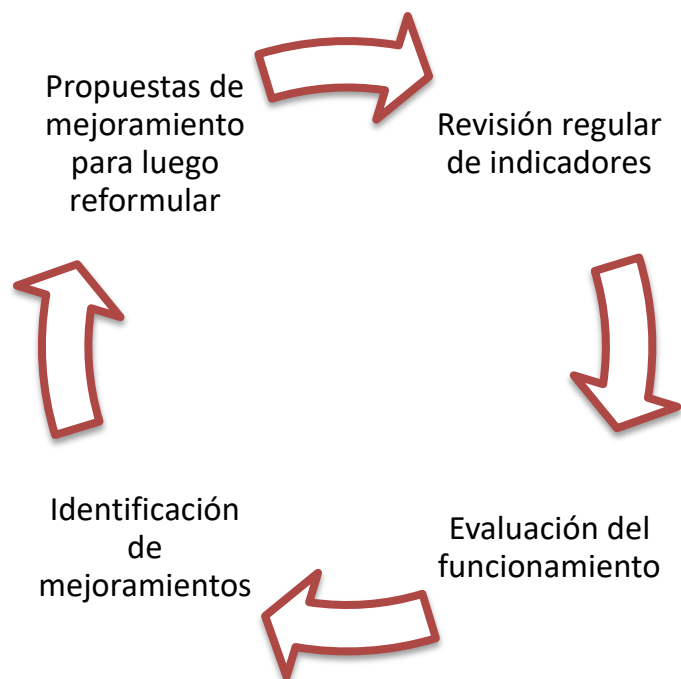 Propuestas de
mejoramiento
para luego
reformular
Revisión regular
de indicadores
Evaluación del
funcionamiento
Identificación
de
mejoramientos